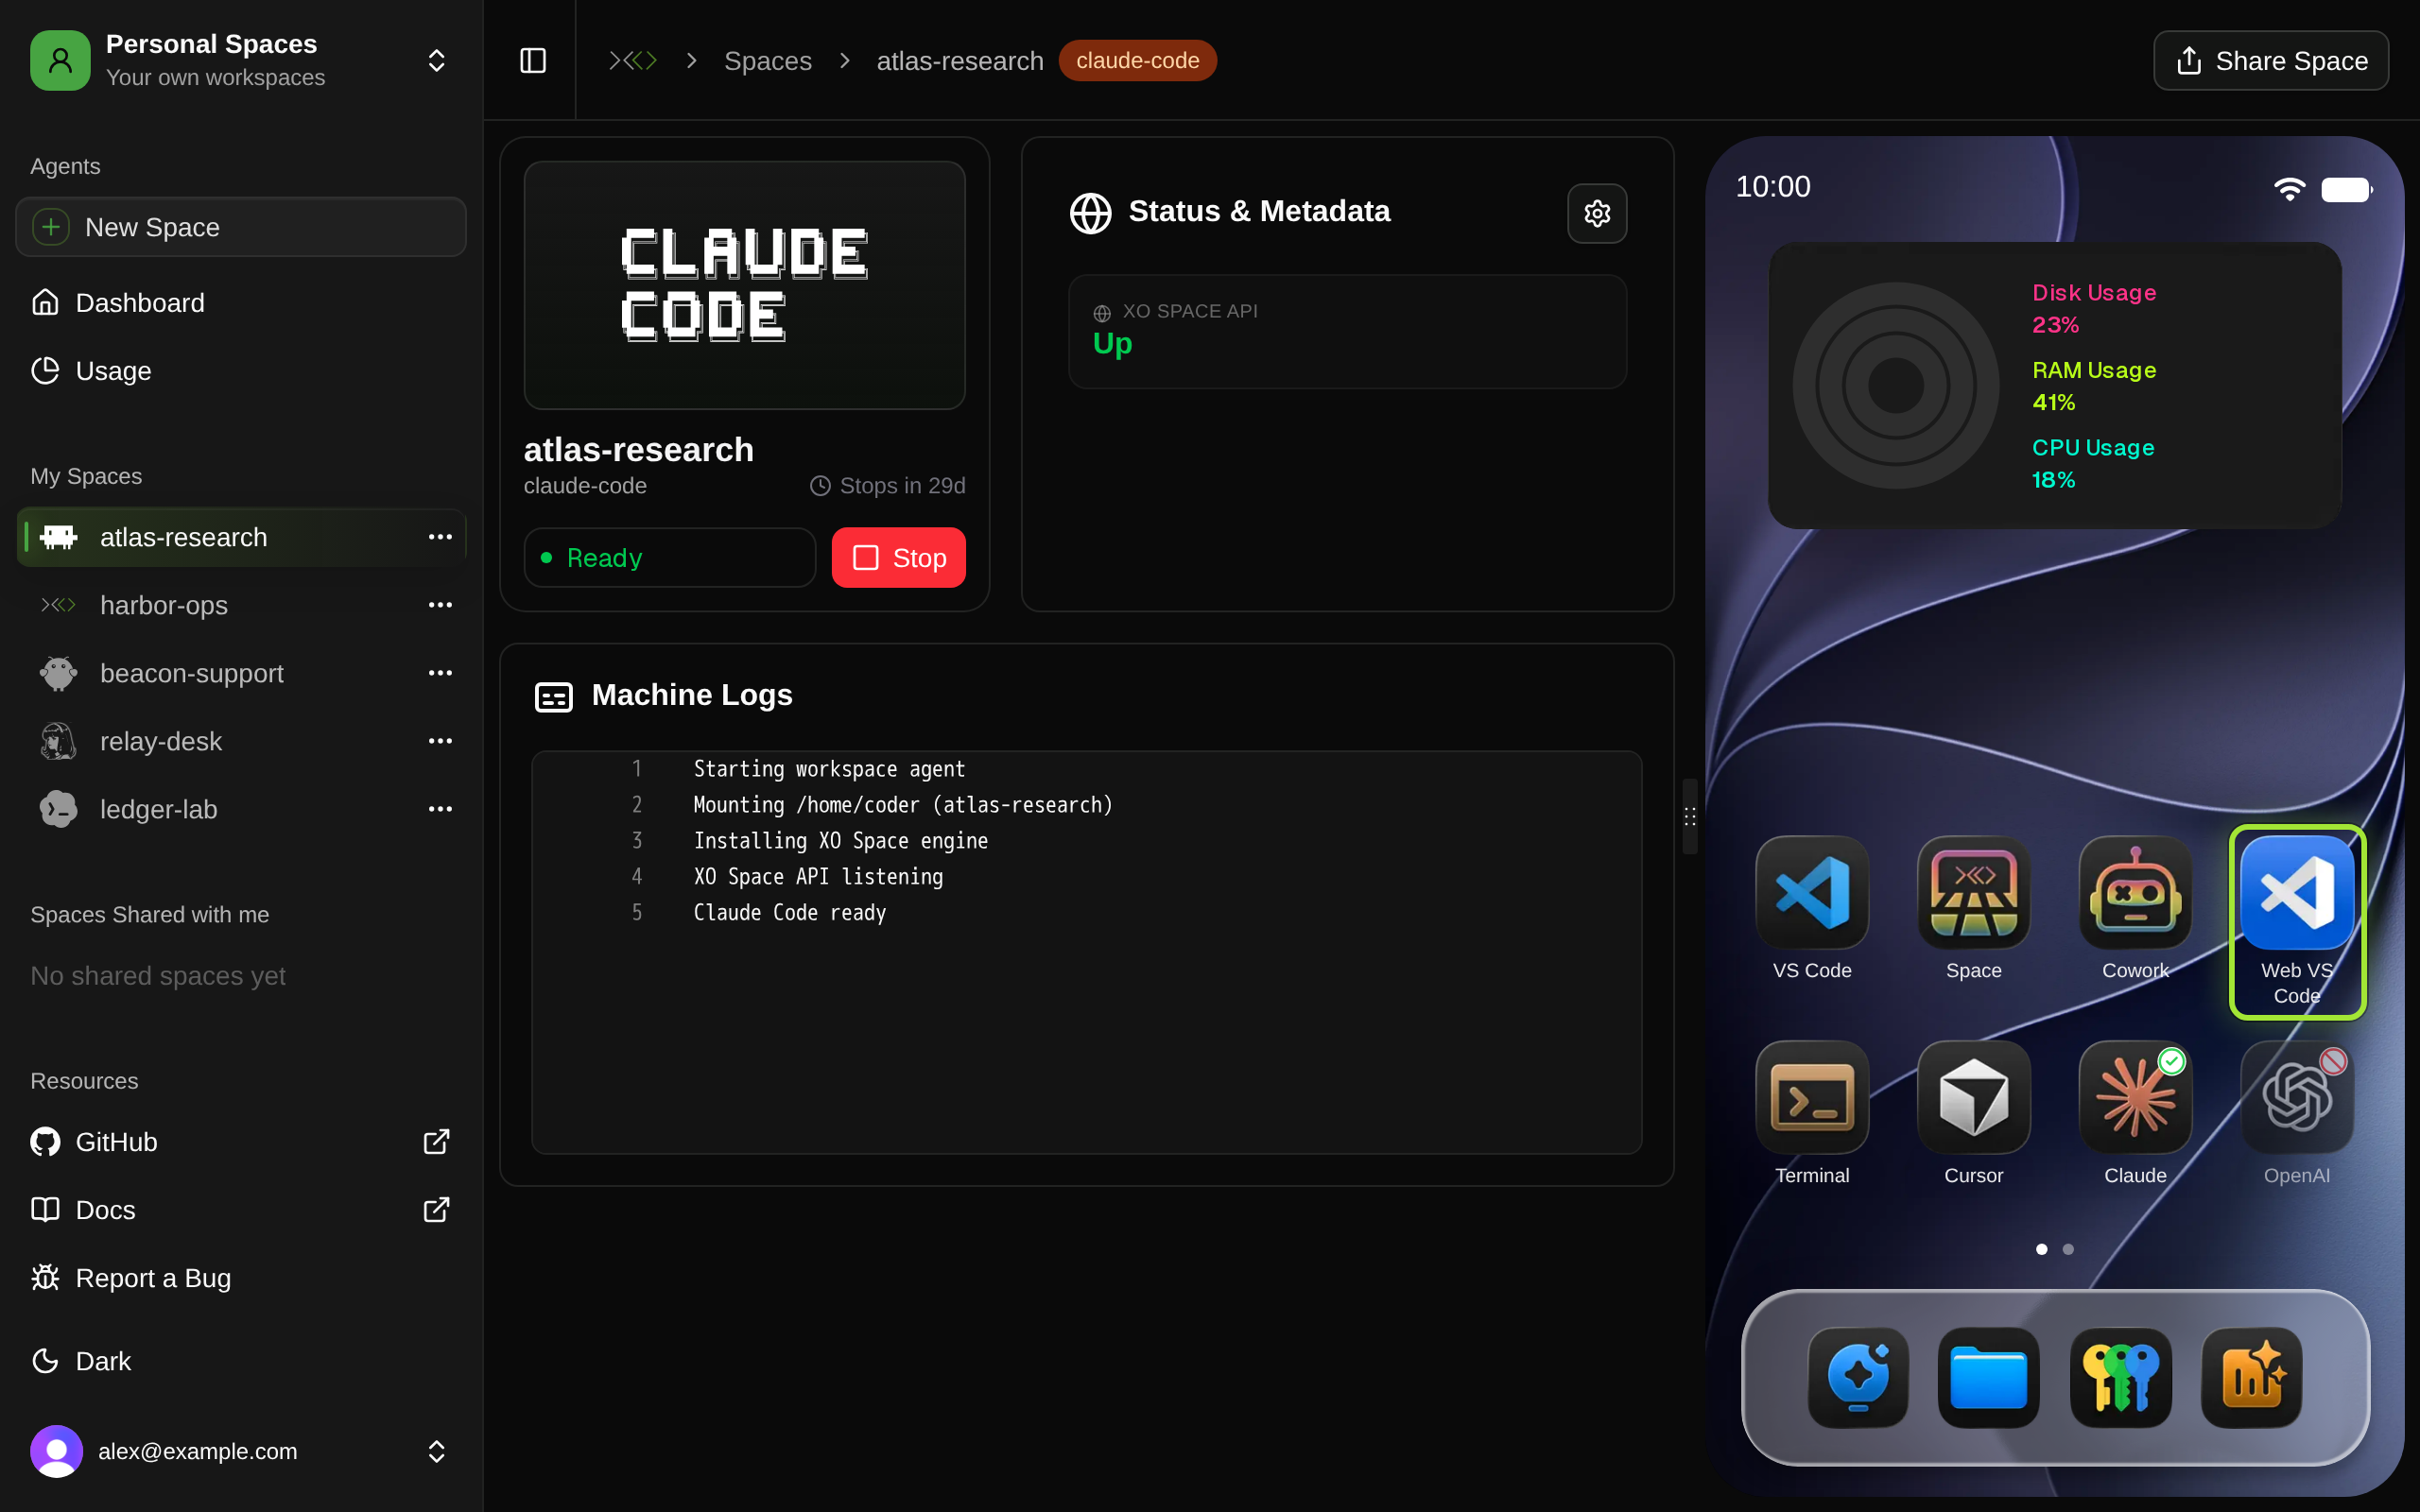 Personal Spaces
Your own workspaces
Agents
New Space
Dashboard
Usage
My Spaces
atlas-research
harbor-ops
beacon-support
relay-desk
ledger-lab
Spaces Shared with me
No shared spaces yet
Resources
GitHub
Docs
Report a Bug
Dark
alex@example.com
Spaces
atlas-research
claude-code
Share Space
CLAUDE
CODE
atlas-research
claude-code
Stops in 29d
Ready
Stop
Status & Metadata
XO SPACE API
Up
Machine Logs
1 Starting workspace agent
2 Mounting /home/coder (atlas-research)
3 Installing XO Space engine
4 XO Space API listening
5 Claude Code ready
10:00
Disk Usage
23%
RAM Usage
41%
CPU Usage
18%
VS Code
Space
Cowork
Web VS
Code
Terminal
Cursor
Claude
OpenAI